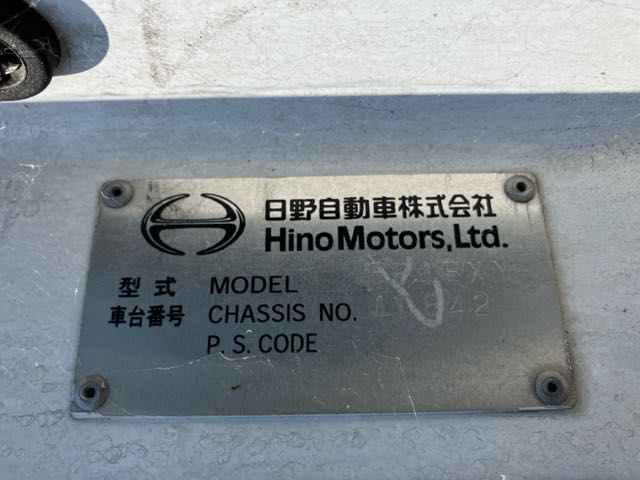 日野自動車株式会社
Hino Motors, Ltd.
型式 MODEL
車台番号 CHASSIS NO.
P. S. CODE